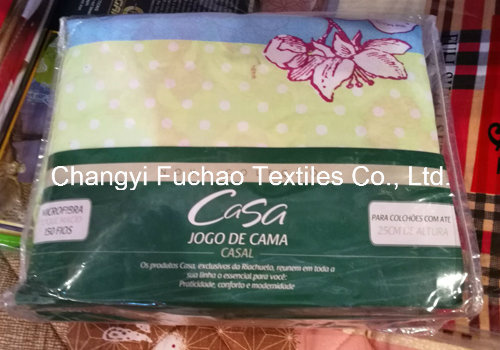 Changyi Fuchao Textiles Co., Ltd.
Casa
MICROFIBRA
150 FIOS
JOGO DE CAMA
CASAL
PARA COLCHÕES COM ATÉ
25CM DE ALTURA
Os produtos Casa, exclusivos da Riachuelo, reunem em toda a
sua linha o essencial para você:
Praticidade, conforto e modernidade